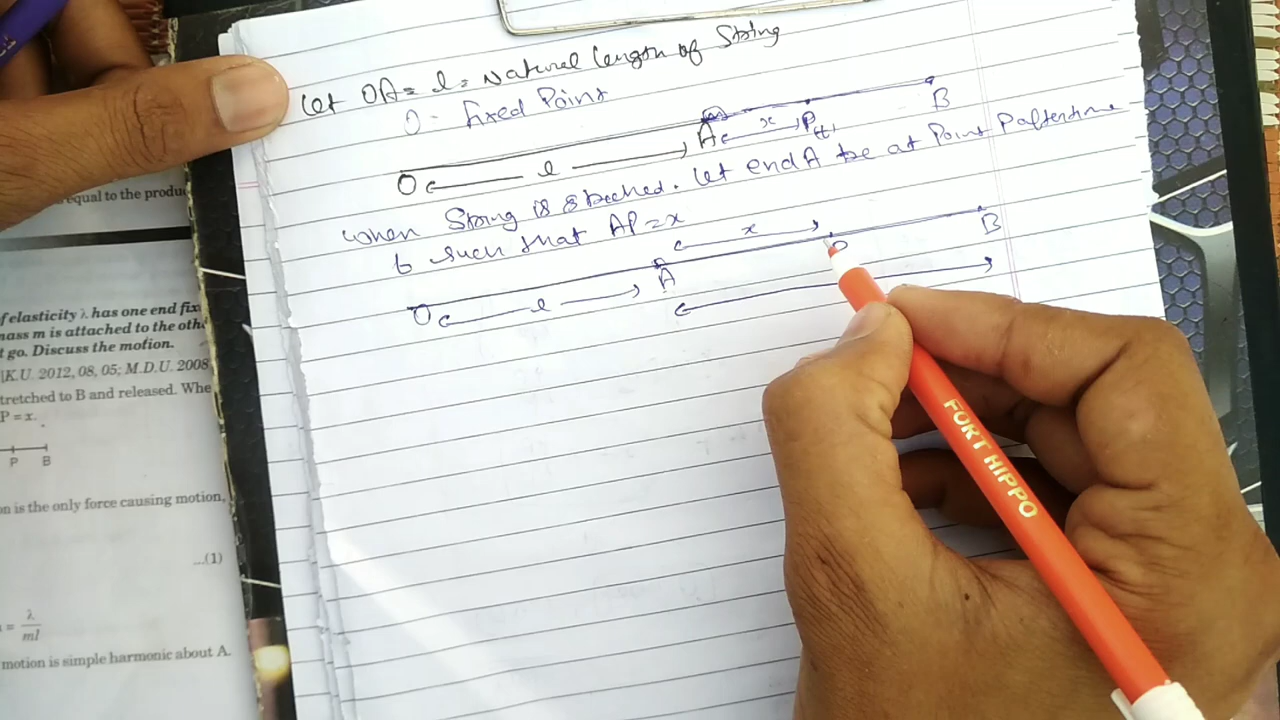 Let OA = l = Natural length of String
O - fixed Point
O l A x P(t) B
when String is stretched. Let end A be at Point P after time
t such that AP = x
x
O l A P B
FORT HIPPO
equal to the produ
f elasticity λ has one end fix
mass m is attached to the oth
t go. Discuss the motion.
[K.U. 2012, 08, 05; M.D.U. 2008
tretched to B and released. Whe
P = x.
P B
on is the only force causing motion,
...(1)
= λ
ml
motion is simple harmonic about A.